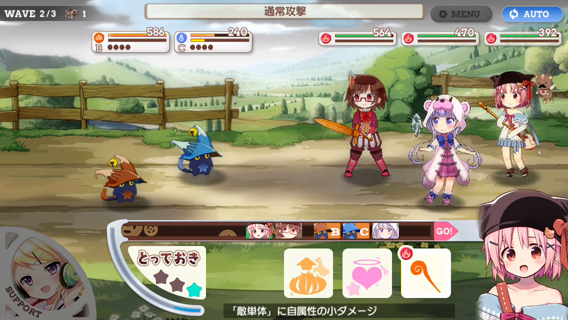 WAVE 2/3 1
通常攻撃
MENU
AUTO
586
B
240
C
564
470
392
B C GO!
とっておき
SUPPORT
「敵単体」に自属性の小ダメージ